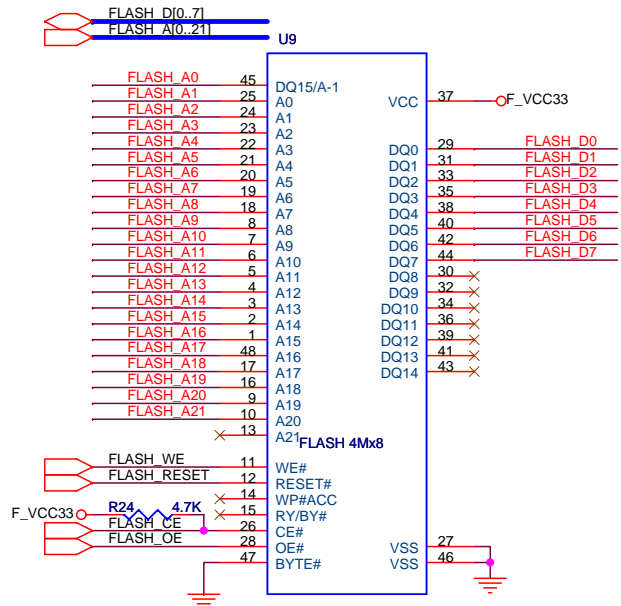 FLASH_D[0..7]
FLASH_A[0..21]
U9
FLASH_A0 45 DQ15/A-1
FLASH_A1 25 A0 VCC 37 F_VCC33
FLASH_A2 24 A1
FLASH_A3 23 A2
FLASH_A4 22 A3 DQ0 29 FLASH_D0
FLASH_A5 21 A4 DQ1 31 FLASH_D1
FLASH_A6 20 A5 DQ2 33 FLASH_D2
FLASH_A7 19 A6 DQ3 35 FLASH_D3
FLASH_A8 18 A7 DQ4 38 FLASH_D4
FLASH_A9 8 A8 DQ5 40 FLASH_D5
FLASH_A10 7 A9 DQ6 42 FLASH_D6
FLASH_A11 6 A10 DQ7 44 FLASH_D7
FLASH_A12 5 A11 DQ8 30
FLASH_A13 4 A12 DQ9 32
FLASH_A14 3 A13 DQ10 34
FLASH_A15 2 A14 DQ11 36
FLASH_A16 1 A15 DQ12 39
FLASH_A17 48 A16 DQ13 41
FLASH_A18 17 A17 DQ14 43
FLASH_A19 16 A18
FLASH_A20 9 A19
FLASH_A21 10 A20
13 A21 FLASH 4Mx8
FLASH_WE 11 WE#
FLASH_RESET 12 RESET#
14 WP#ACC
F_VCC33 R24 4.7K 15 RY/BY#
FLASH_CE 26 CE#
FLASH_OE 28 OE# VSS 27
47 BYTE# VSS 46